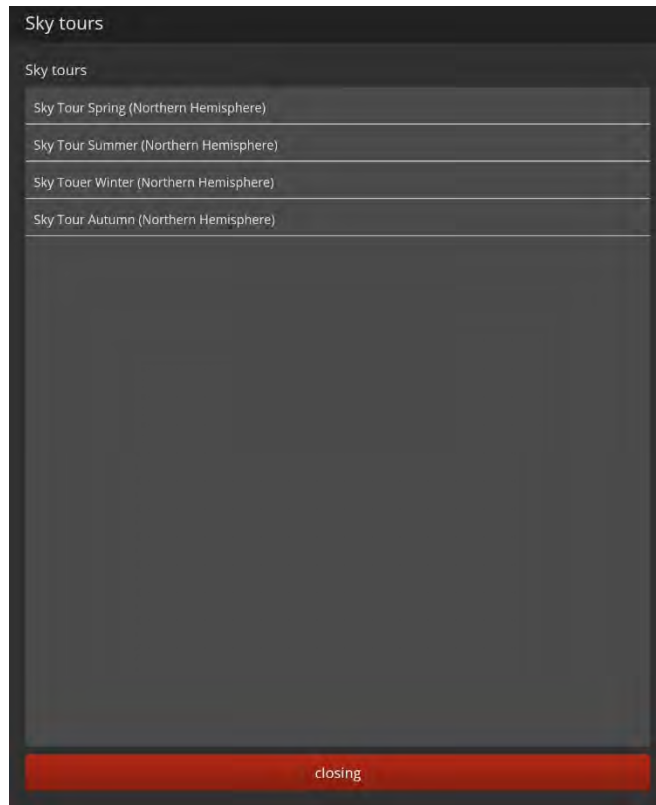 Sky tours
Sky tours
Sky Tour Spring (Northern Hemisphere)
Sky Tour Summer (Northern Hemisphere)
Sky Touer Winter (Northern Hemisphere)
Sky Tour Autumn (Northern Hemisphere)
closing